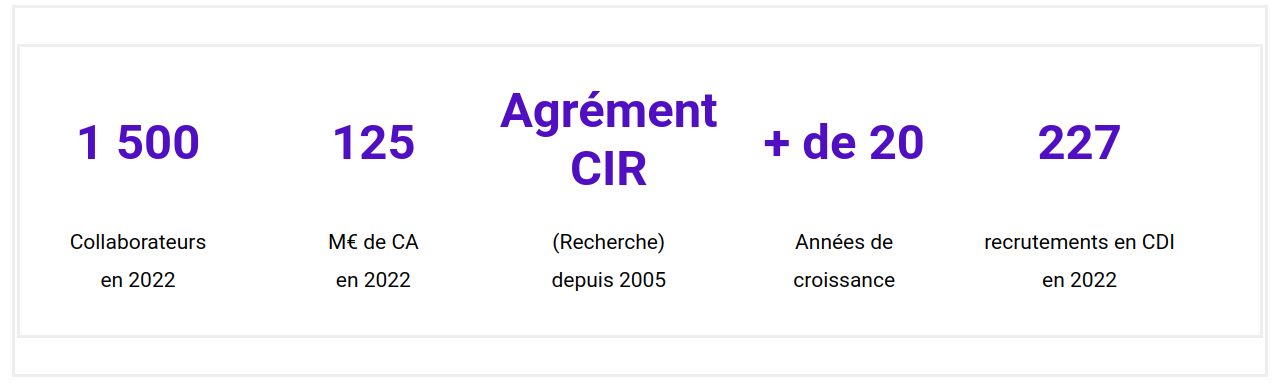 1 500
Collaborateurs
en 2022
125
M€ de CA
en 2022
Agrément
CIR
(Recherche)
depuis 2005
+ de 20
Années de
croissance
227
recrutements en CDI
en 2022